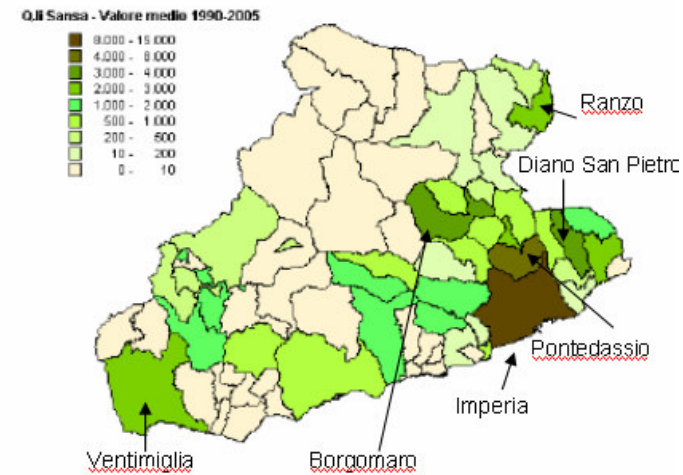 Q.li Sansa - Valore medio 1990-2005
8.000 - 15.000
4.000 - 8.000
3.000 - 4.000
2.000 - 3.000
1.000 - 2.000
500 - 1.000
200 - 500
10 - 200
0 - 10
Ranzo
Diano San Pietro
Pontedassio
Imperia
Ventimiglia
Borgomaro